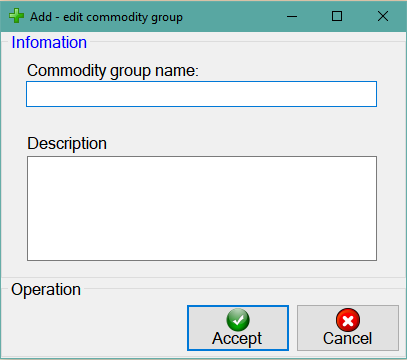 Add - edit commodity group
Infomation
Commodity group name:
Description
Operation
Accept
Cancel